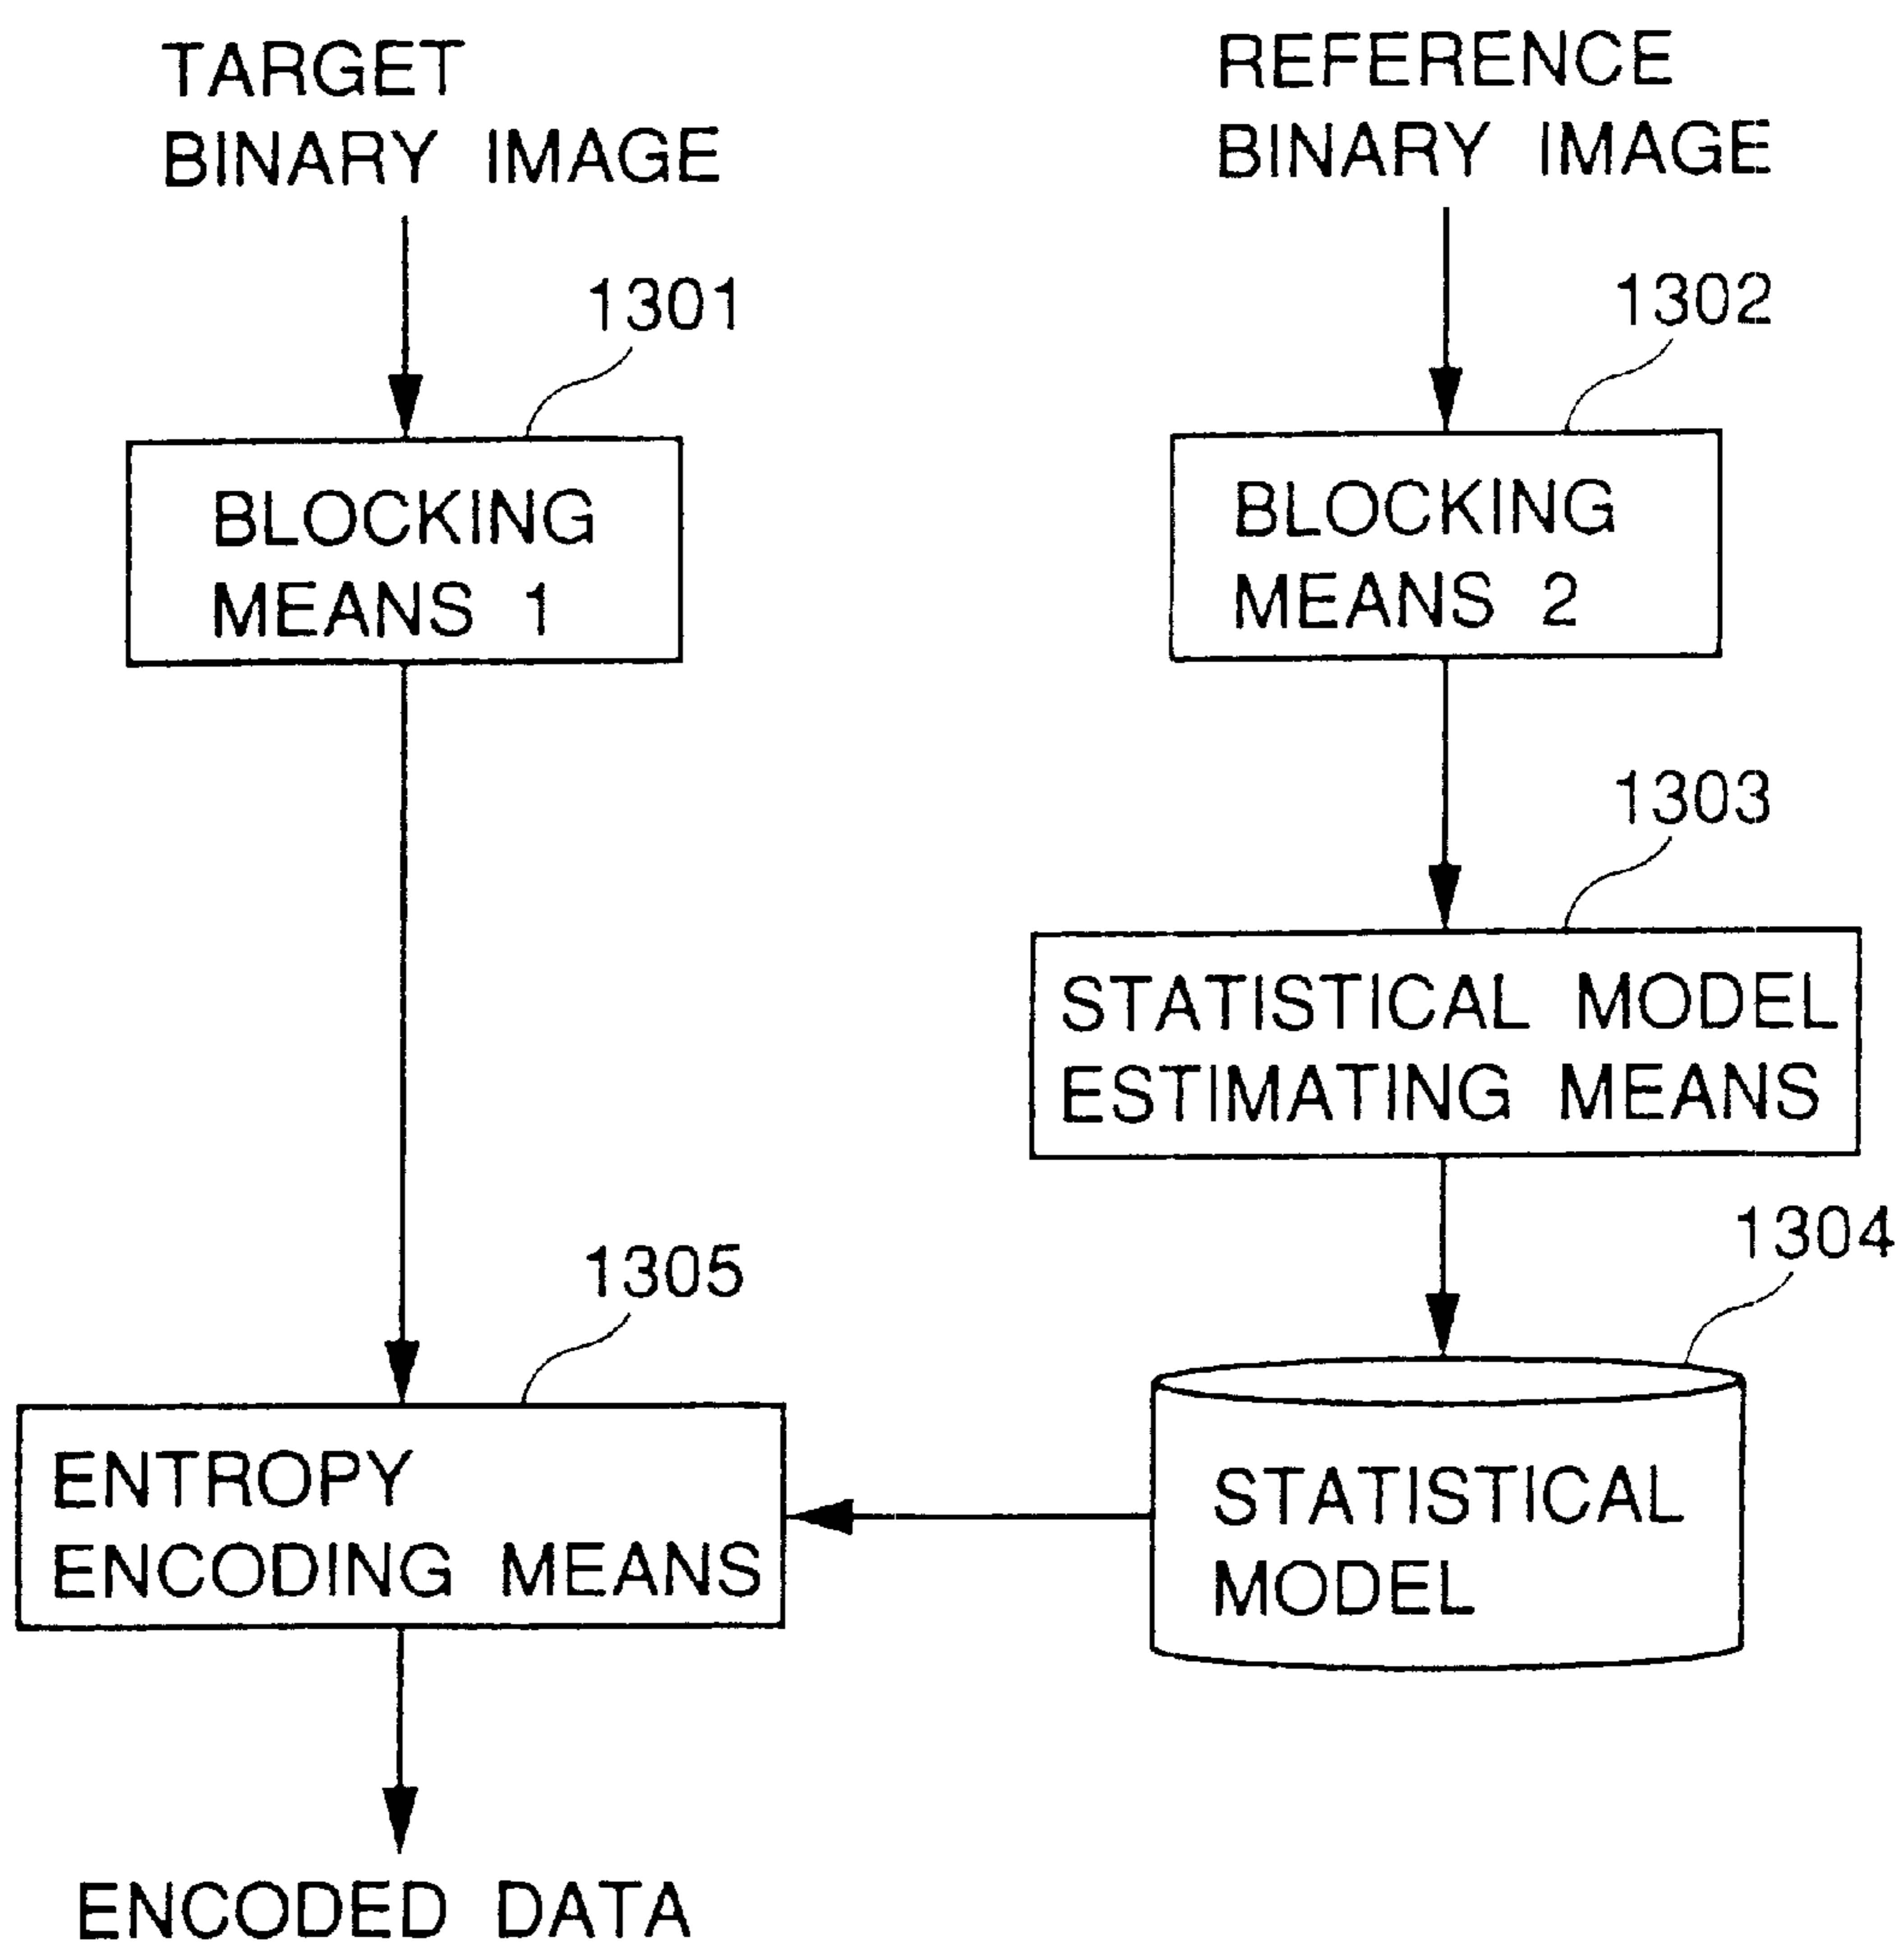 TARGET
BINARY IMAGE
REFERENCE
BINARY IMAGE
1301
1302
BLOCKING
MEANS 1
BLOCKING
MEANS 2
1303
STATISTICAL MODEL
ESTIMATING MEANS
1304
1305
ENTROPY
ENCODING MEANS
STATISTICAL
MODEL
ENCODED DATA